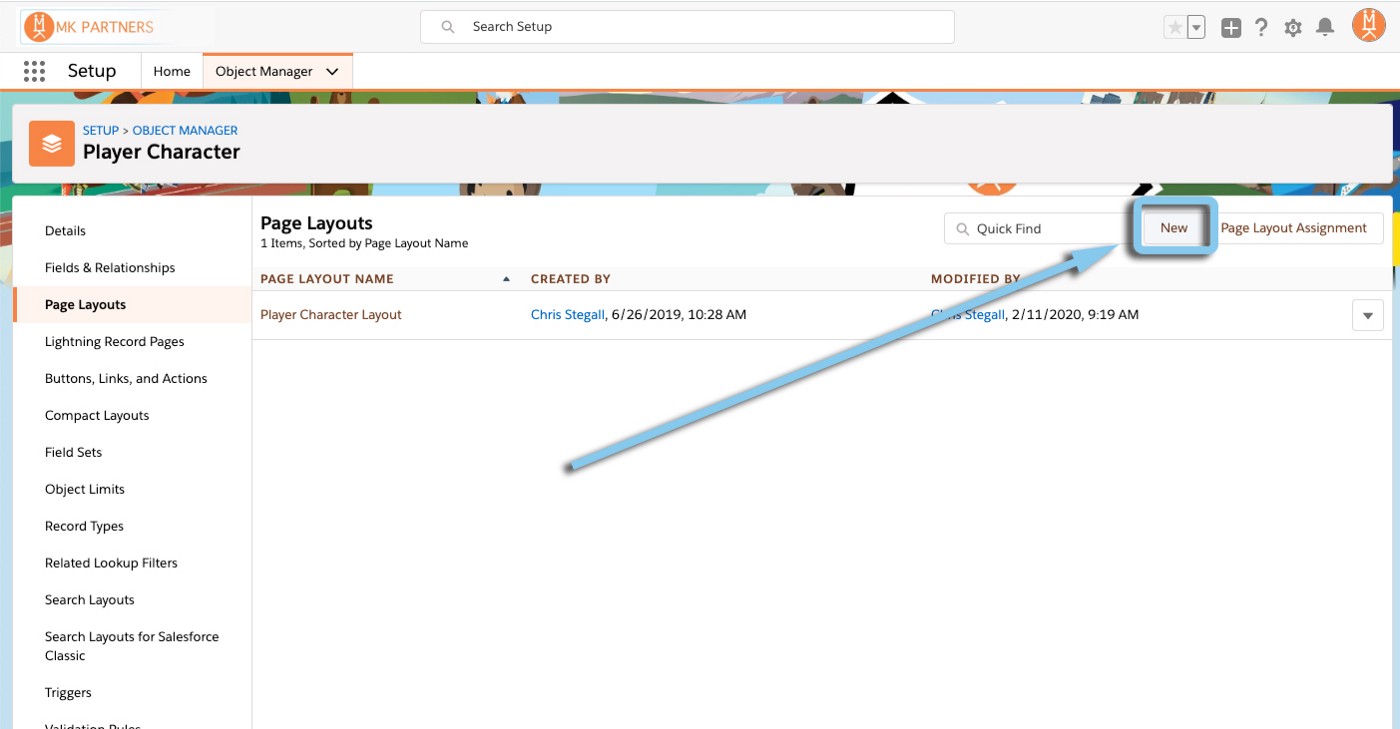 MK PARTNERS
Search Setup
Setup
Home
Object Manager
SETUP > OBJECT MANAGER
Player Character
Details
Fields & Relationships
Page Layouts
Lightning Record Pages
Buttons, Links, and Actions
Compact Layouts
Field Sets
Object Limits
Record Types
Related Lookup Filters
Search Layouts
Search Layouts for Salesforce
Classic
Triggers
Validation Rules
Page Layouts
1 Items, Sorted by Page Layout Name
Quick Find
New
Page Layout Assignment
PAGE LAYOUT NAME CREATED BY MODIFIED BY
Player Character Layout Chris Stegall, 6/26/2019, 10:28 AM Chris Stegall, 2/11/2020, 9:19 AM